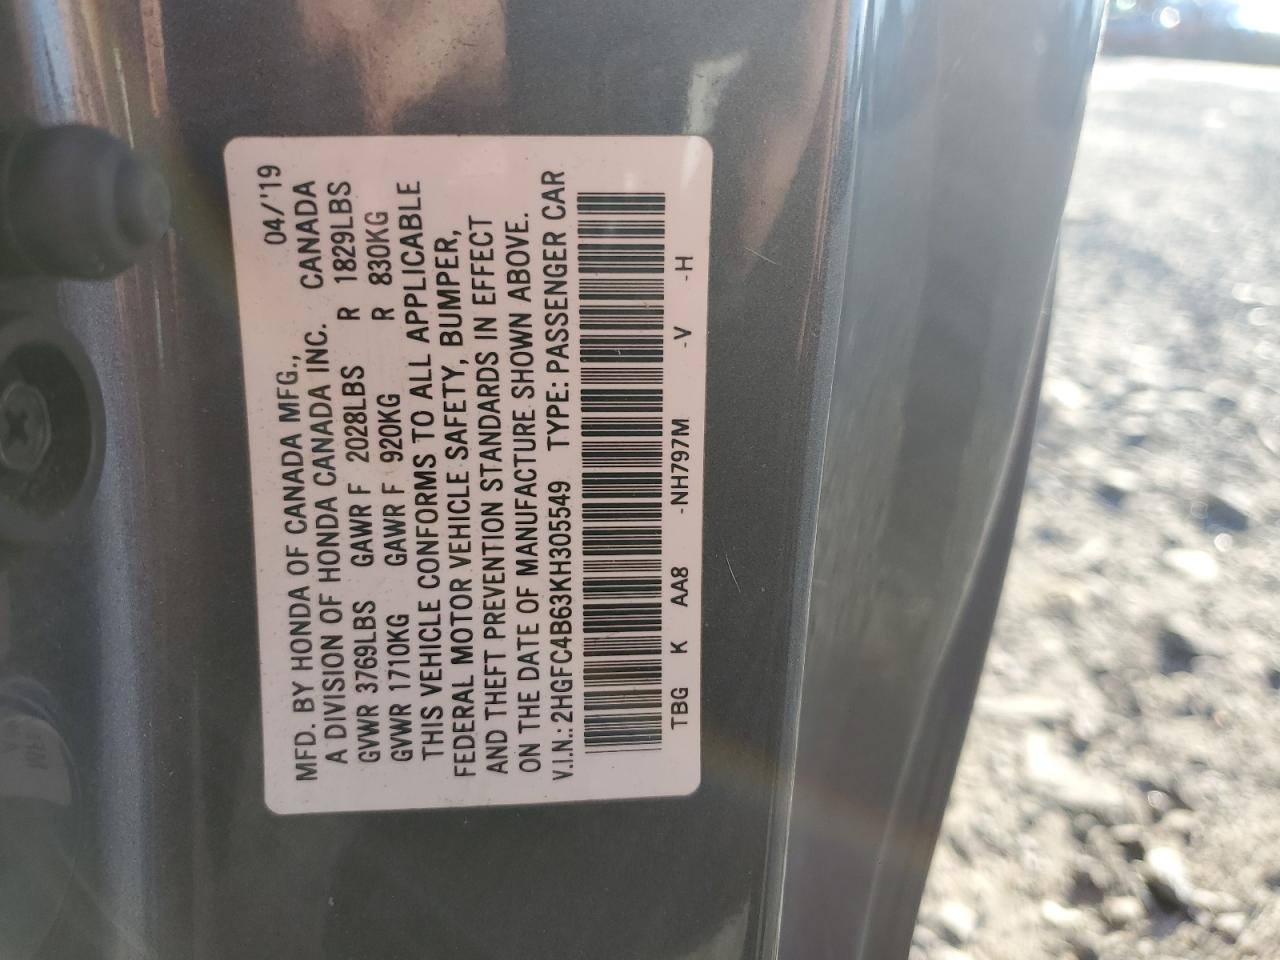 MFD. BY HONDA OF CANADA MFG., 04/'19
A DIVISION OF HONDA CANADA INC. CANADA
GVWR 3769LBS GAWR F 2028LBS R 1829LBS
GVWR 1710KG GAWR F 920KG R 830KG
THIS VEHICLE CONFORMS TO ALL APPLICABLE
FEDERAL MOTOR VEHICLE SAFETY, BUMPER,
AND THEFT PREVENTION STANDARDS IN EFFECT
ON THE DATE OF MANUFACTURE SHOWN ABOVE.
V.I.N.: 2HGFC4B63KH305549 TYPE: PASSENGER CAR
TBG K AA8 -NH797M -V -H